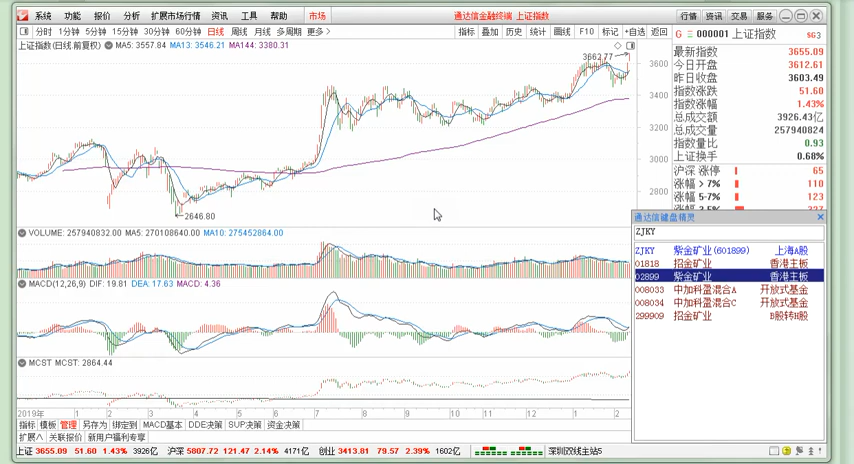 系统 功能 报价 分析 扩展市场行情 资讯 工具 帮助 市场 通达信金融终端 上证指数 行情 资讯 交易 服务
分时 1分钟 5分钟 15分钟 30分钟 60分钟 日线 周线 月线 多周期 更多 > 指标 叠加 历史 统计 画线 F10 标记 +自选 返回
上证指数(日线 前复权) MA5: 3557.84 MA13: 3546.21 MA144: 3380.31
G 000001 上证指数
最新指数 3655.09
今日开盘 3612.61
昨日收盘 3603.49
指数涨跌 51.60
指数涨幅 1.43%
总成交额 3926.43亿
总成交量 257940824
指数量比 0.93
上证换手 0.68%
沪深 涨停 65
涨幅 > 7% 110
涨幅 5-7% 123
3662.77
3600
3400
3200
3000
2800
2646.80
VOLUME: 257940832.00 MA5: 270108640.00 MA10: 275452864.00
MACD(12,26,9) DIF: 19.81 DEA: 17.63 MACD: 4.36
MCST MCST: 2864.44
2019年 1 2 3 4 5 6 7 8 9 10 11 12 1 2
通达信键盘精灵
ZJKY
ZJKY 紫金矿业(601899) 上海A股
01818 招金矿业 香港主板
02899 紫金矿业 香港主板
008033 中加科盈混合A 开放式基金
008034 中加科盈混合C 开放式基金
299909 招金矿业 B股转H股
指标 模板 管理 另存为 绑定到 MACD基本 DDE决策 SUP决策 资金决策
扩展∧ 关联报价 新用户福利专享
上证 3655.09 51.60 1.43% 3926亿 沪深 5807.72 121.47 2.14% 4171亿 创业 3413.81 79.57 2.39% 1602亿 深圳双线主站5